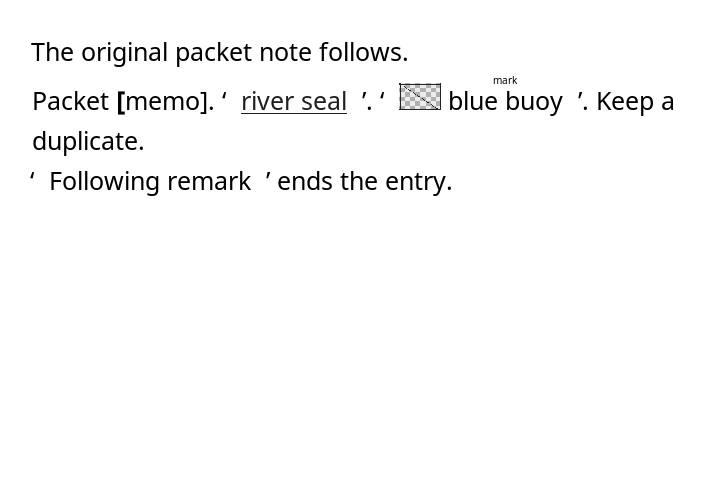 The original packet note follows.
Packet [memo]. ‘ river seal ’. ‘ blue buoy ’. Keep a
mark
duplicate.
‘ Following remark ’ ends the entry.